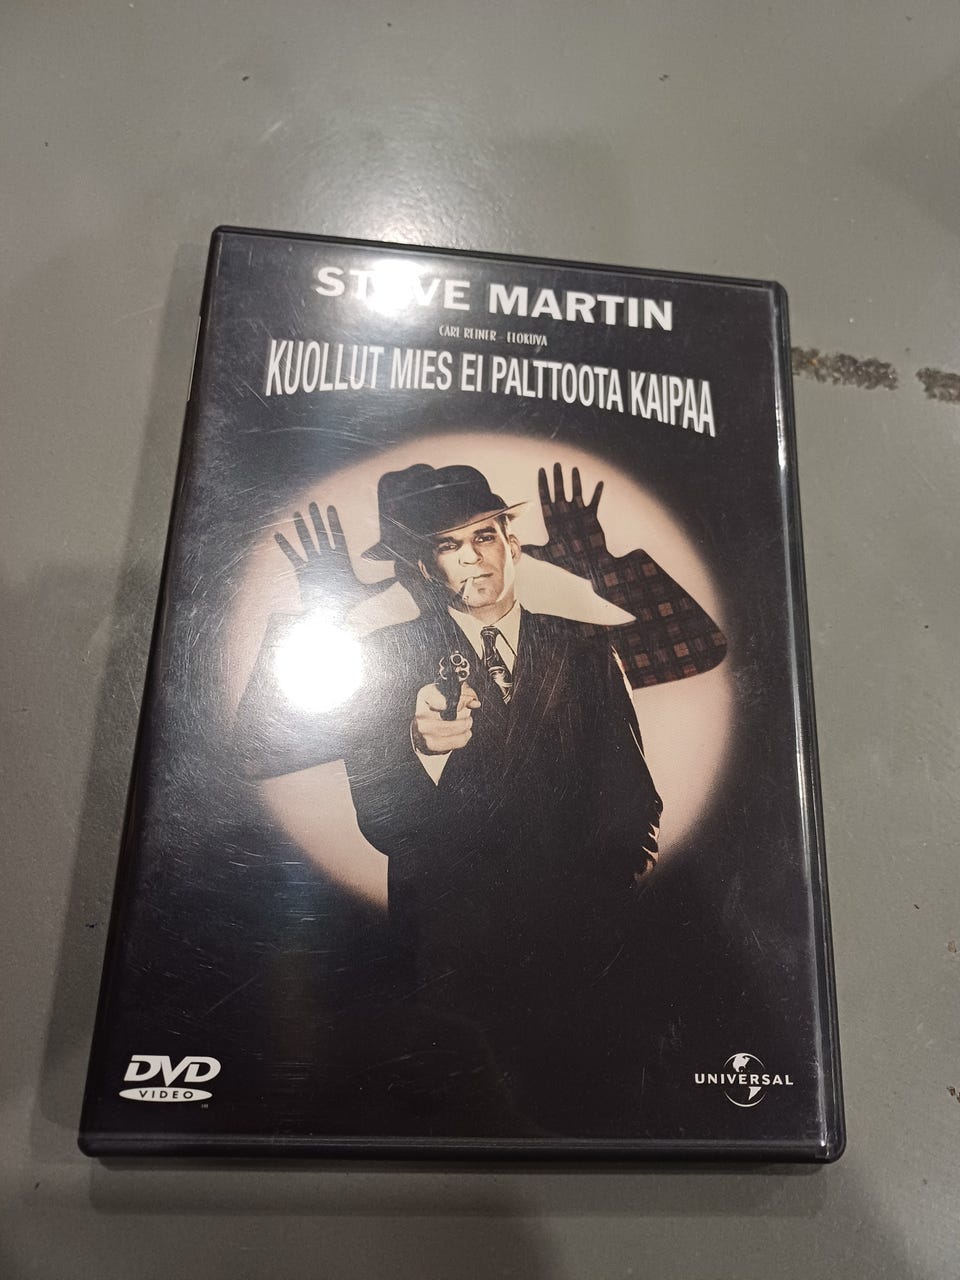 STEVE MARTIN
CARL REINER - ELOKUVA
KUOLLUT MIES EI PALTTOOTA KAIPAA
DVD
VIDEO
UNIVERSAL